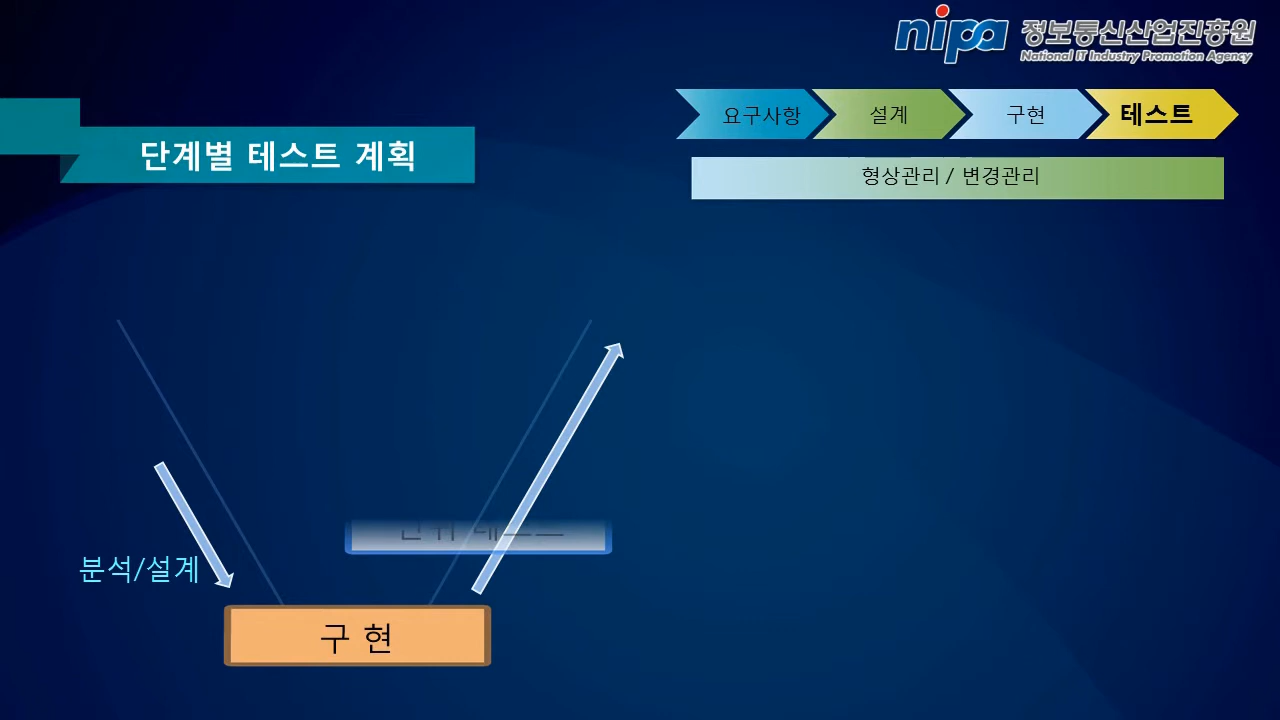 nipa 정보통신산업진흥원
National IT Industry Promotion Agency
요구사항
설계
구현
테스트
형상관리 / 변경관리
단계별 테스트 계획
분석/설계
구 현